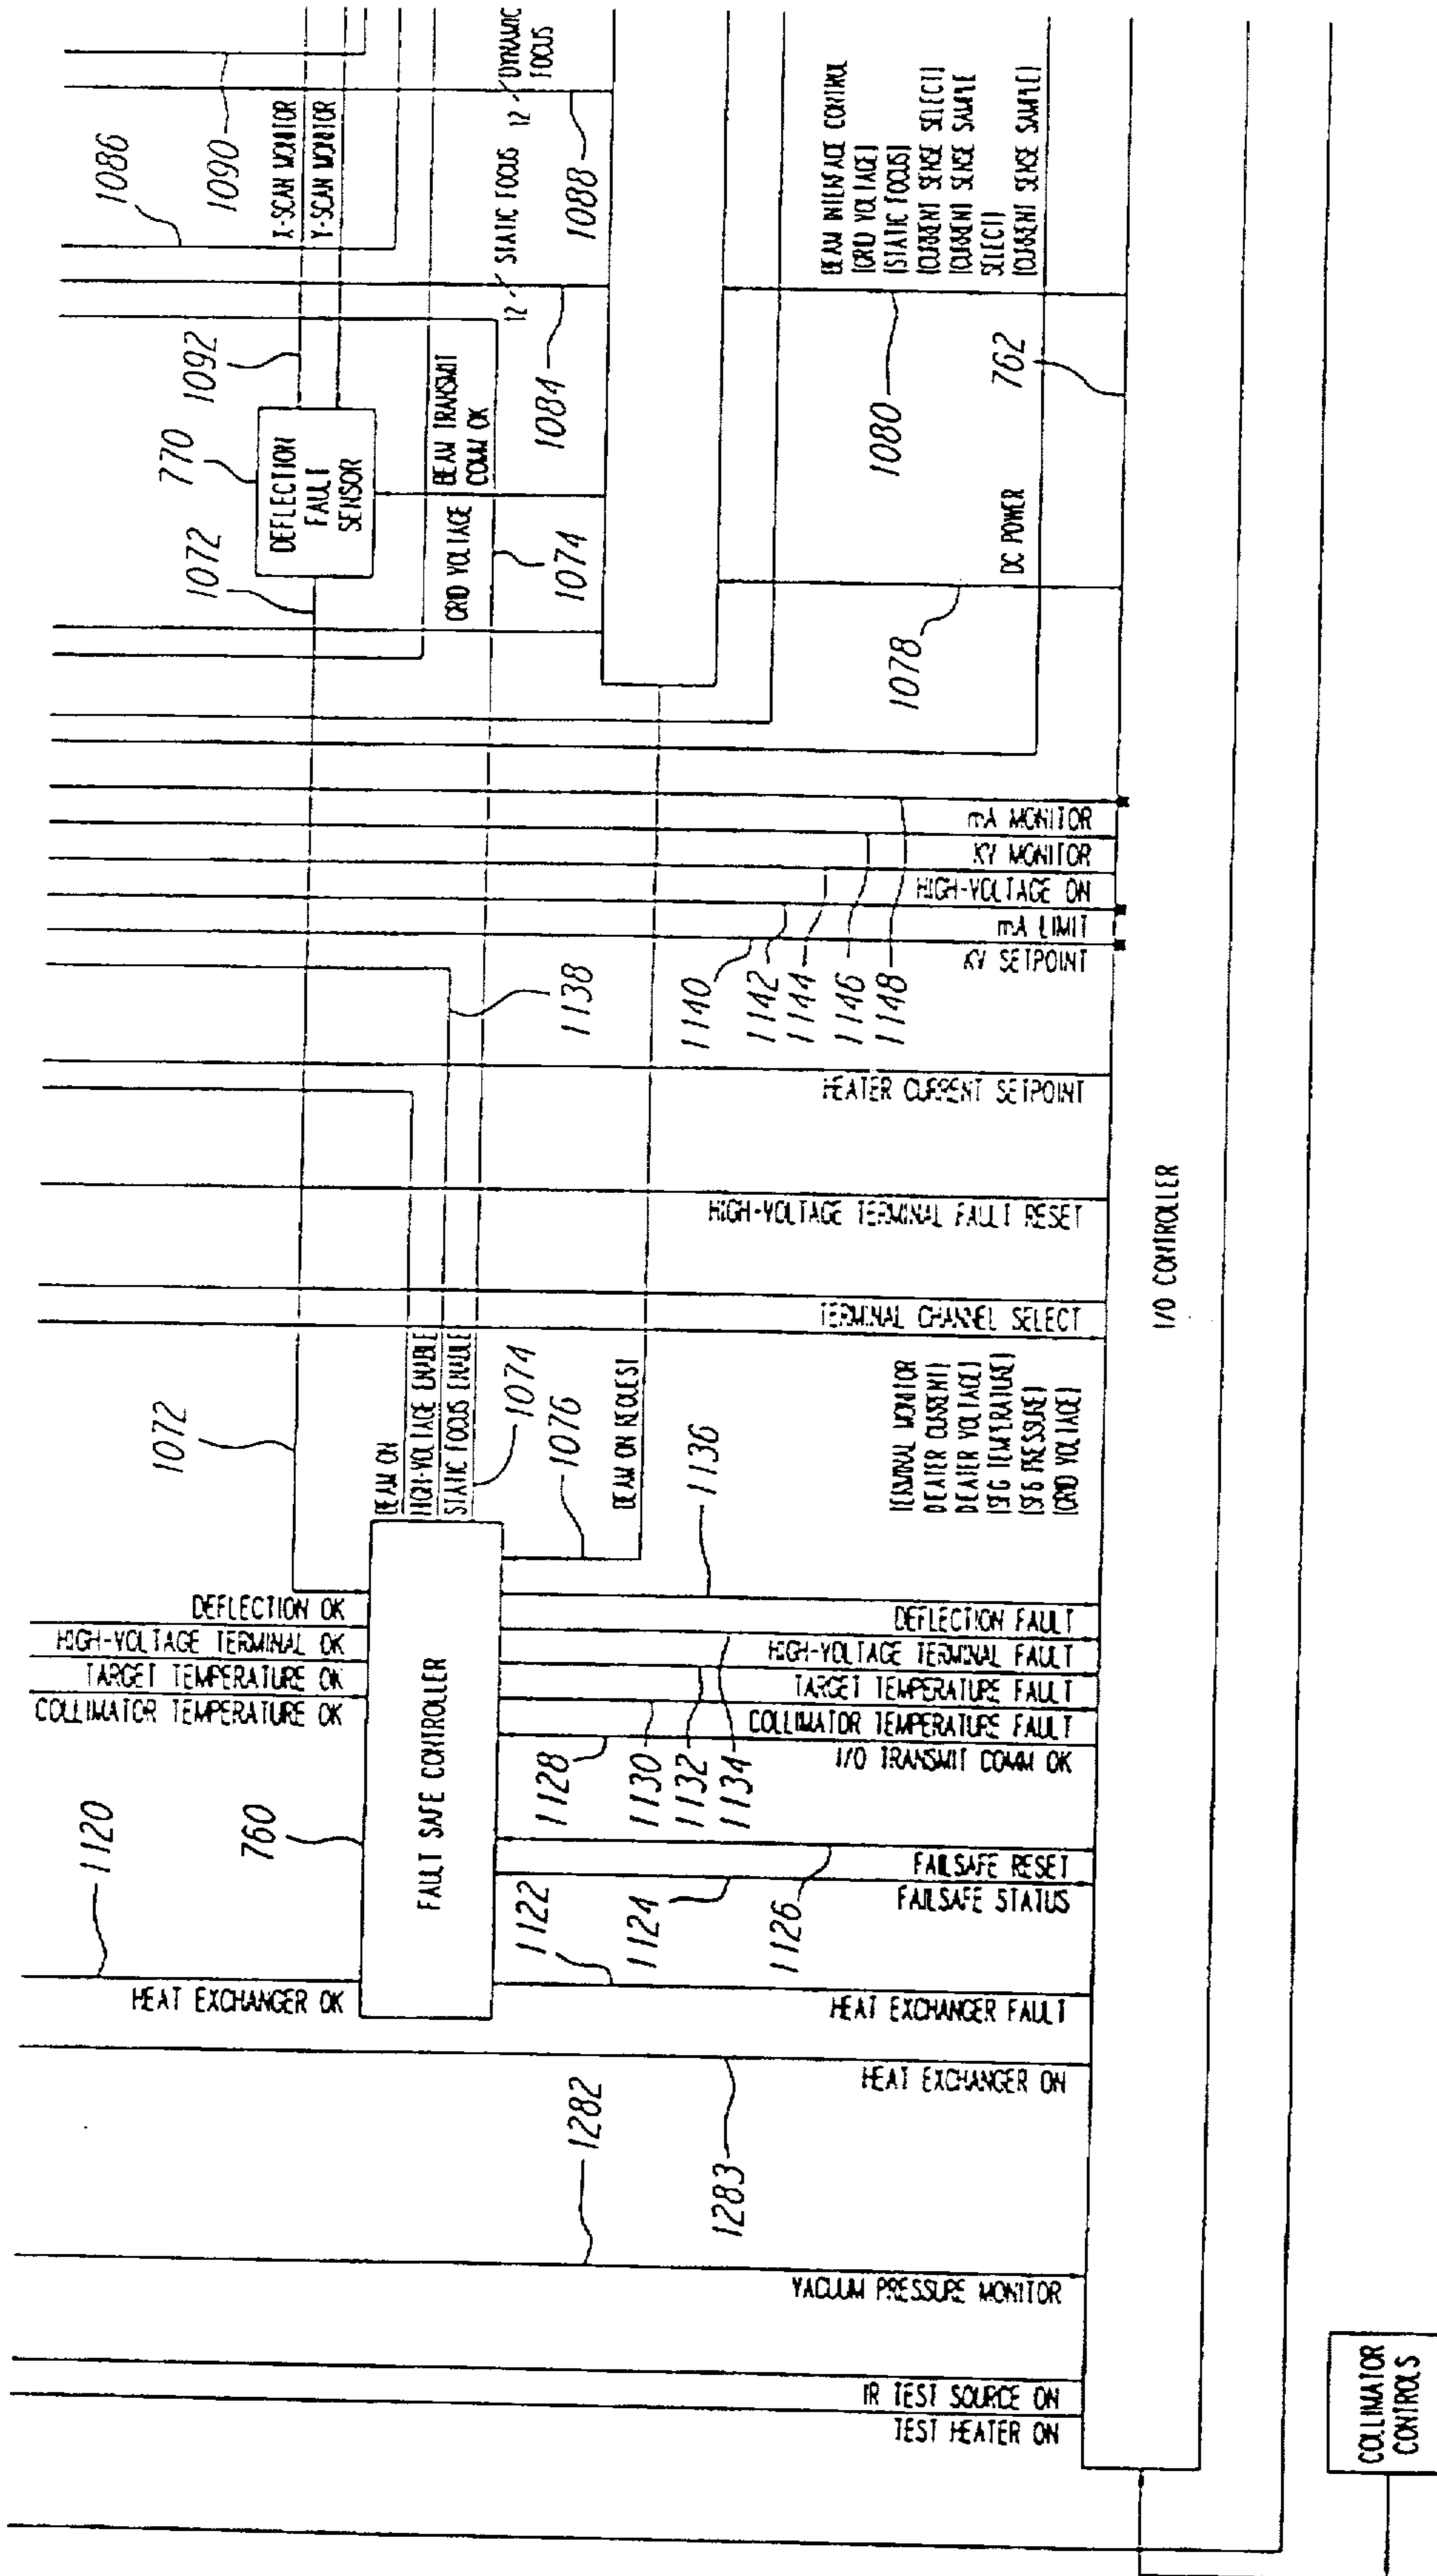 1120
HEAT EXCHANGER OK
COLLIMATOR TEMPERATURE OK
TARGET TEMPERATURE OK
HIGH-VOLTAGE TERMINAL OK
DEFLECTION OK
1072
1086
1090
760
FAULT SAFE CONTROLLER
1072
770
DEFLECTION
FAULT
SENSOR
1092
X-SCAN MONITOR
Y-SCAN MONITOR
BEAM ON
HIGH-VOLTAGE ENABLE
STATIC FOCUS ENABLE
1074
1138
GRID VOLTAGE
1074
BEAM TRANSMIT
COMM OK
12
STATIC FOCUS
12
DYNAMIC
FOCUS
1084
1088
1076
BEAM ON REQUEST
1282
1283
1122
1124
1126
1128
1130
1132
1134
1136
1140
1142
1144
1146
1148
1078
1080
DC POWER
762
BEAM INTERFACE CONTROL
[GRID VOLTAGE]
[STATIC FOCUS]
[CURRENT SENSE SELECT]
[CURRENT SENSE SAMPLE
SELECT]
[CURRENT SENSE SAMPLE]
TEST HEATER ON
IR TEST SOURCE ON
VACUUM PRESSURE MONITOR
HEAT EXCHANGER ON
HEAT EXCHANGER FAULT
FAILSAFE STATUS
FAILSAFE RESET
I/O TRANSMIT COMM OK
COLLIMATOR TEMPERATURE FAULT
TARGET TEMPERATURE FAULT
HIGH-VOLTAGE TERMINAL FAULT
DEFLECTION FAULT
TERMINAL MONITOR
[HEATER CURRENT]
[HEATER VOLTAGE]
[SF6 TEMPERATURE]
[SF6 PRESSURE]
[GRID VOLTAGE]
TERMINAL CHANNEL SELECT
HIGH-VOLTAGE TERMINAL FAULT RESET
HEATER CURRENT SETPOINT
KV SETPOINT
mA LIMIT
HIGH-VOLTAGE ON
KV MONITOR
mA MONITOR
I/O CONTROLLER
COLLIMATOR
CONTROLS